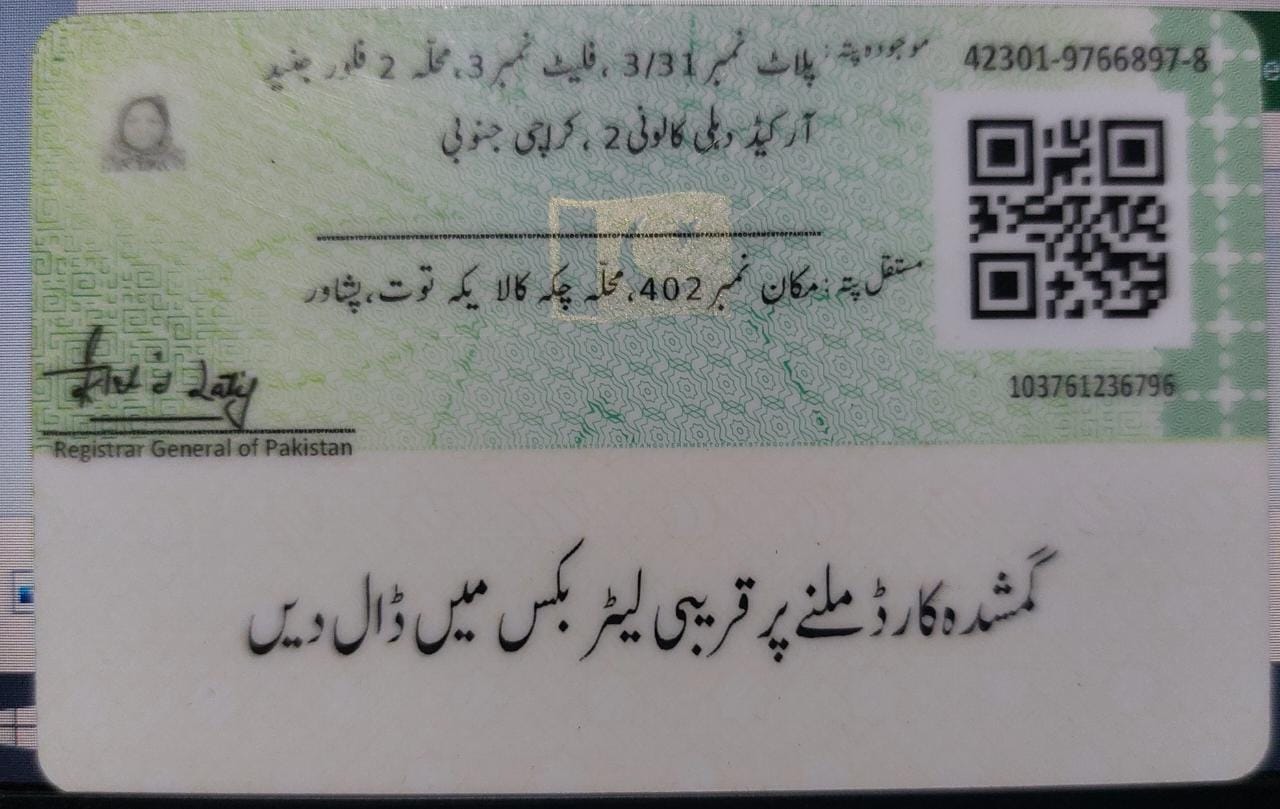 موجودہ پتہ: پلاٹ نمبر 3/31 ، فلیٹ نمبر 3، محلہ 2 فلور جنید
آرکیڈ دہلی کالونی 2 ، کراچی جنوبی
42301-9766897-8
مستقل پتہ: مکان نمبر 402، محلہ چکہ کالا یکہ توت، پشاور
103761236796
Registrar General of Pakistan
گمشدہ کارڈ ملنے پر قریبی لیٹر بکس میں ڈال دیں